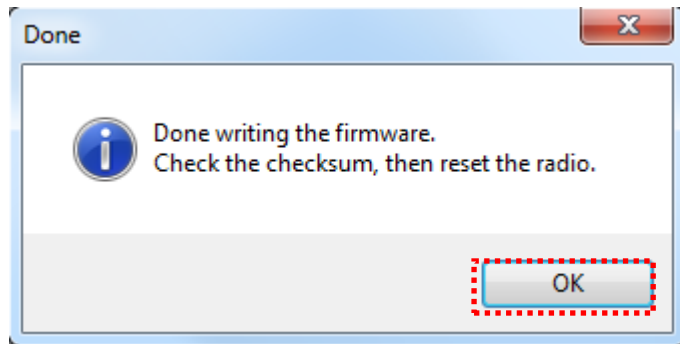 Done
Done writing the firmware.
Check the checksum, then reset the radio.
OK